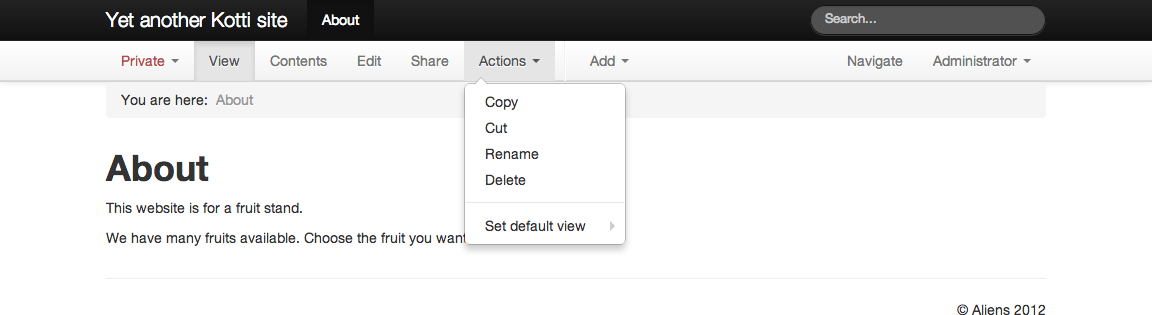 Yet another Kotti site About Search...
Private View Contents Edit Share Actions Add Navigate Administrator
You are here: About
Copy
Cut
Rename
Delete
Set default view
About
This website is for a fruit stand.
We have many fruits available. Choose the fruit you want
© Aliens 2012